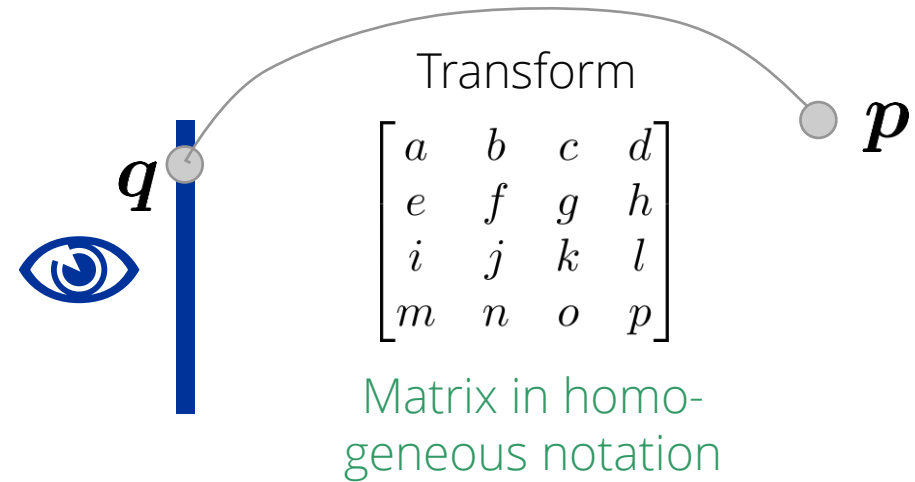 Transform
p
q
a b c d
e f g h
i j k l
m n o p
Matrix in homo-
geneous notation